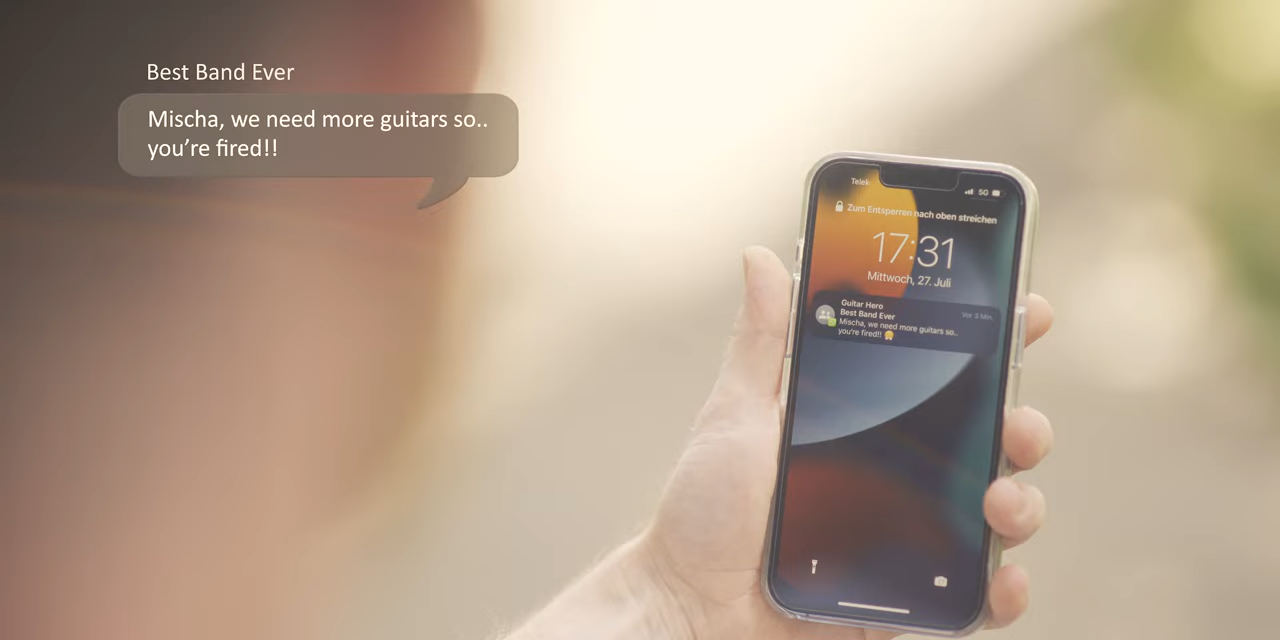 Best Band Ever
Mischa, we need more guitars so..
you're fired!!
Telek
5G
Zum Entsperren nach oben streichen
17:31
Mittwoch, 27. Juli
Guitar Hero
Vor 3 Min.
Best Band Ever
Mischa, we need more guitars so..
you're fired!!